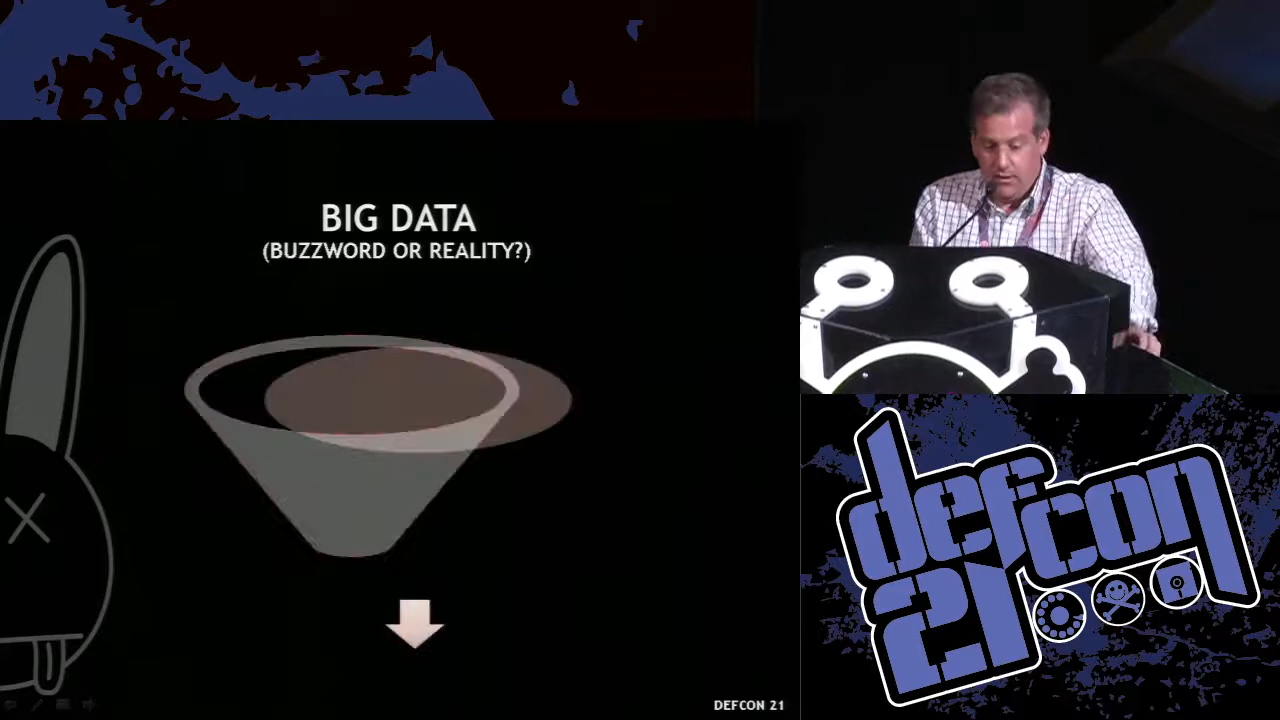 BIG DATA
(BUZZWORD OR REALITY?)
DEFCON 21
defcon
21